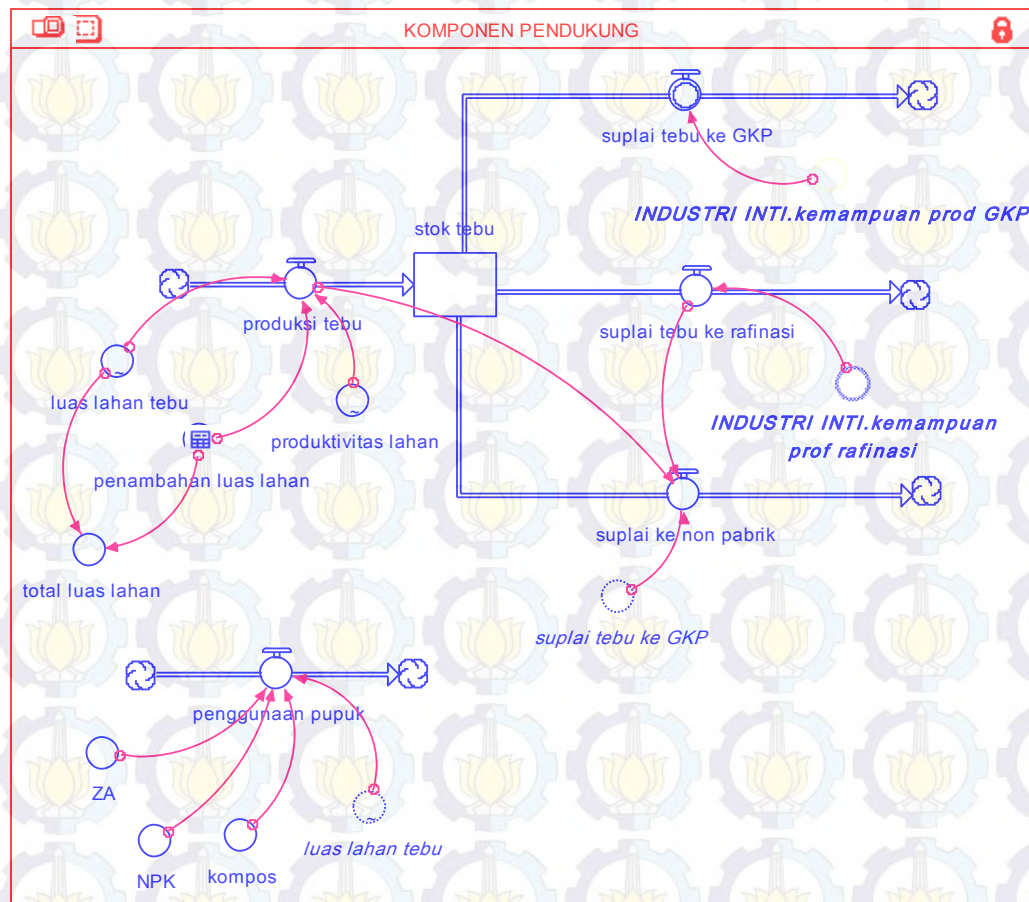 KOMPONEN PENDUKUNG
suplai tebu ke GKP
INDUSTRI INTI.kemampuan prod GKP
stok tebu
produksi tebu
suplai tebu ke rafinasi
luas lahan tebu
produktivitas lahan
INDUSTRI INTI.kemampuan
prof rafinasi
penambahan luas lahan
suplai ke non pabrik
total luas lahan
suplai tebu ke GKP
penggunaan pupuk
ZA
luas lahan tebu
NPK
kompos
~
~
~